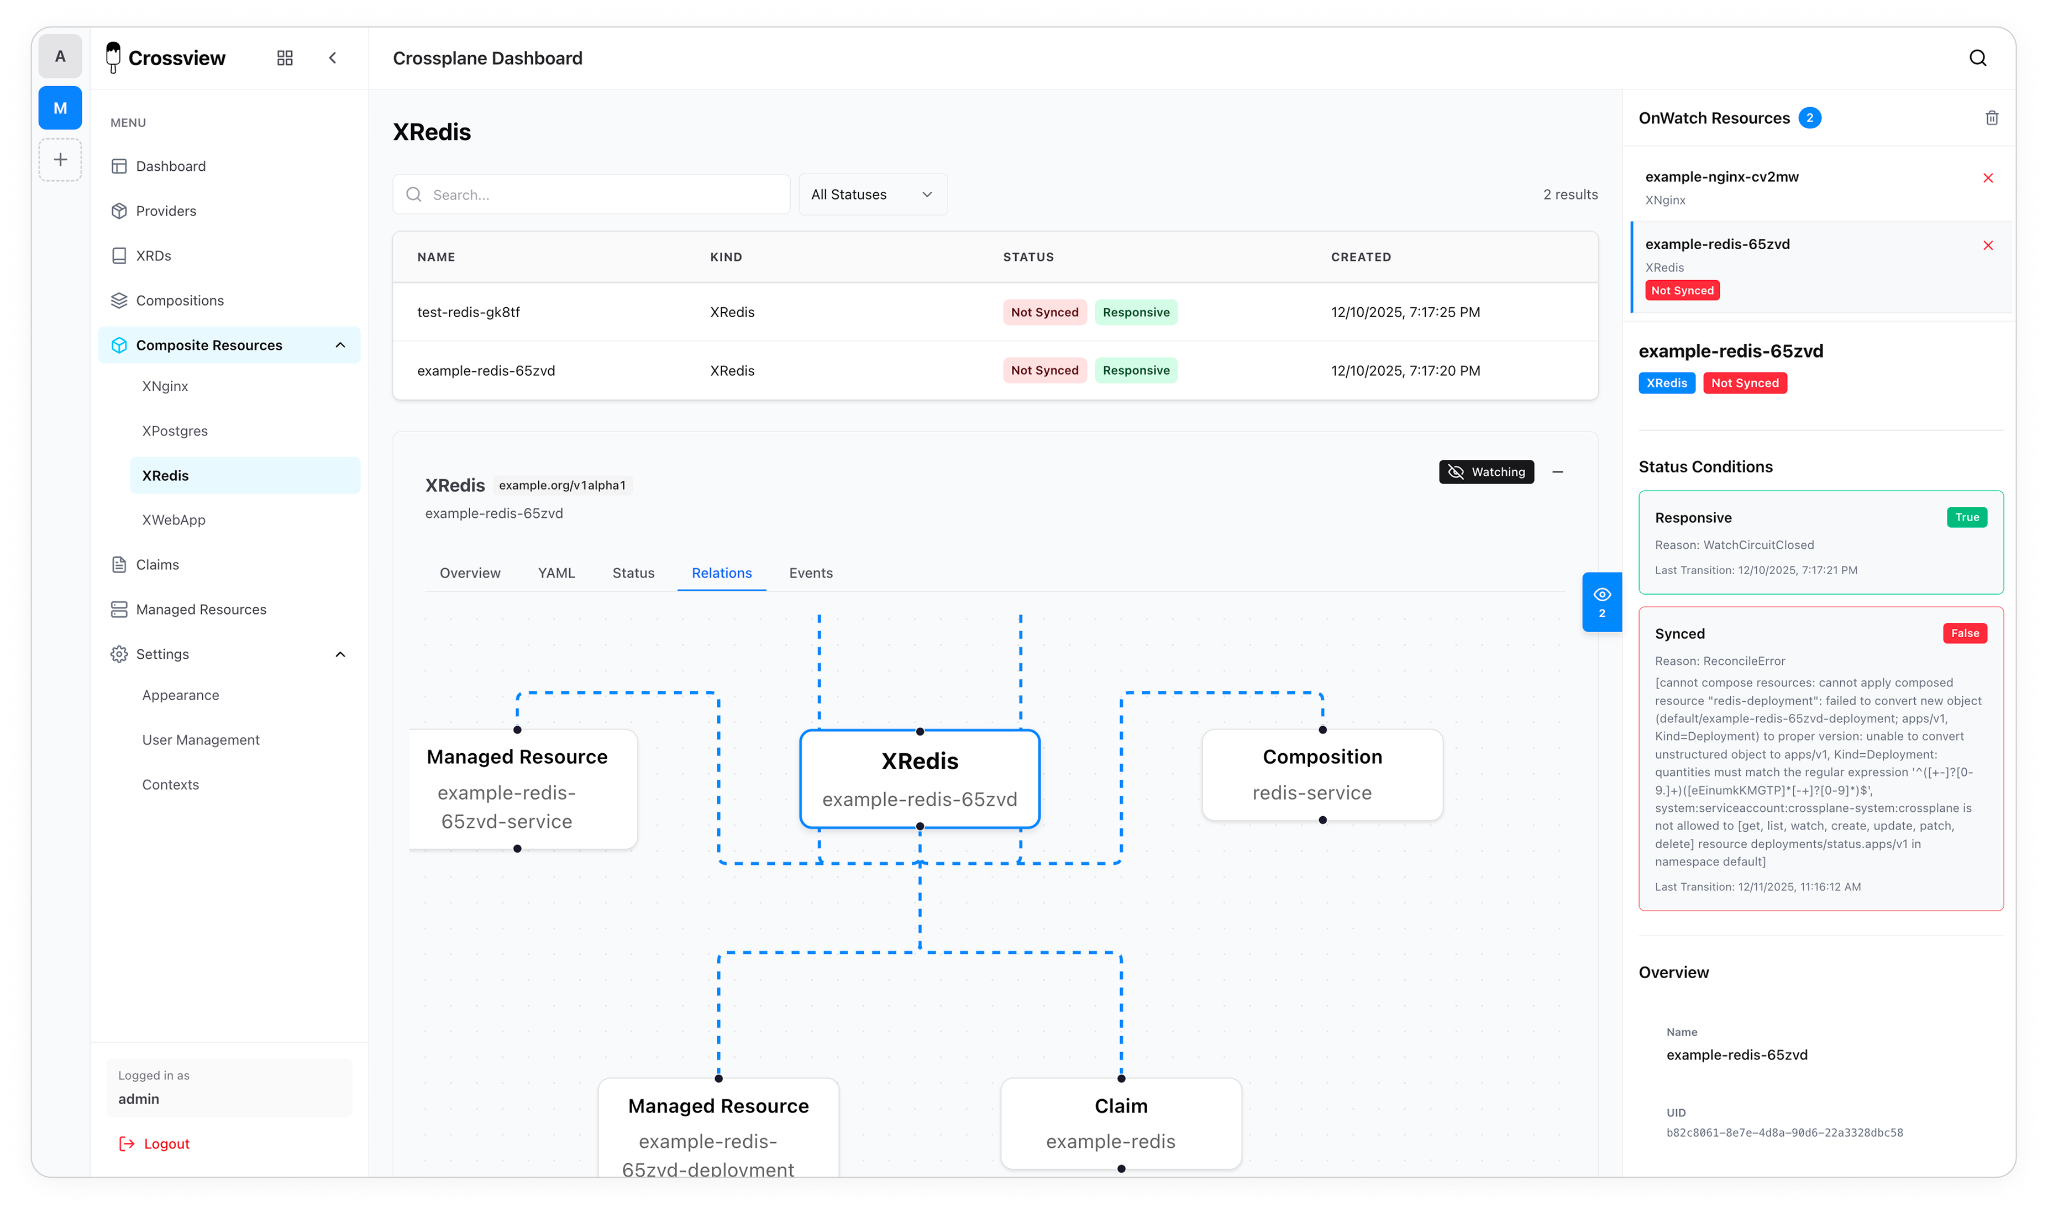 A
M
Crossview
MENU
Dashboard
Providers
XRDs
Compositions
Composite Resources
XNginx
XPostgres
XRedis
XWebApp
Claims
Managed Resources
Settings
Appearance
User Management
Contexts
Logged in as
admin
Logout
Crossplane Dashboard
XRedis
Search...
All Statuses
2 results
NAME KIND STATUS CREATED
test-redis-gk8tf XRedis Not Synced Responsive 12/10/2025, 7:17:25 PM
example-redis-65zvd XRedis Not Synced Responsive 12/10/2025, 7:17:20 PM
XRedis example.org/v1alpha1
example-redis-65zvd
Watching
Overview YAML Status Relations Events
Managed Resource
example-redis-
65zvd-service
XRedis
example-redis-65zvd
Composition
redis-service
Managed Resource
example-redis-
65zvd-deployment
Claim
example-redis
2
OnWatch Resources 2
example-nginx-cv2mw
XNginx
example-redis-65zvd
XRedis
Not Synced
example-redis-65zvd
XRedis Not Synced
Status Conditions
Responsive True
Reason: WatchCircuitClosed
Last Transition: 12/10/2025, 7:17:21 PM
Synced False
Reason: ReconcileError
[cannot compose resources: cannot apply composed
resource "redis-deployment": failed to convert new object
(default/example-redis-65zvd-deployment; apps/v1,
Kind=Deployment) to proper version: unable to convert
unstructured object to apps/v1, Kind=Deployment:
quantities must match the regular expression '^([+-]?[0-
9.]+)([eEinumkKMGTP]*[-+]?[0-9]*)$',
system:serviceaccount:crossplane-system:crossplane is
not allowed to [get, list, watch, create, update, patch,
delete] resource deployments/status.apps/v1 in
namespace default]
Last Transition: 12/11/2025, 11:16:12 AM
Overview
Name
example-redis-65zvd
UID
b82c8061-8e7e-4d8a-90d6-22a3328dbc58